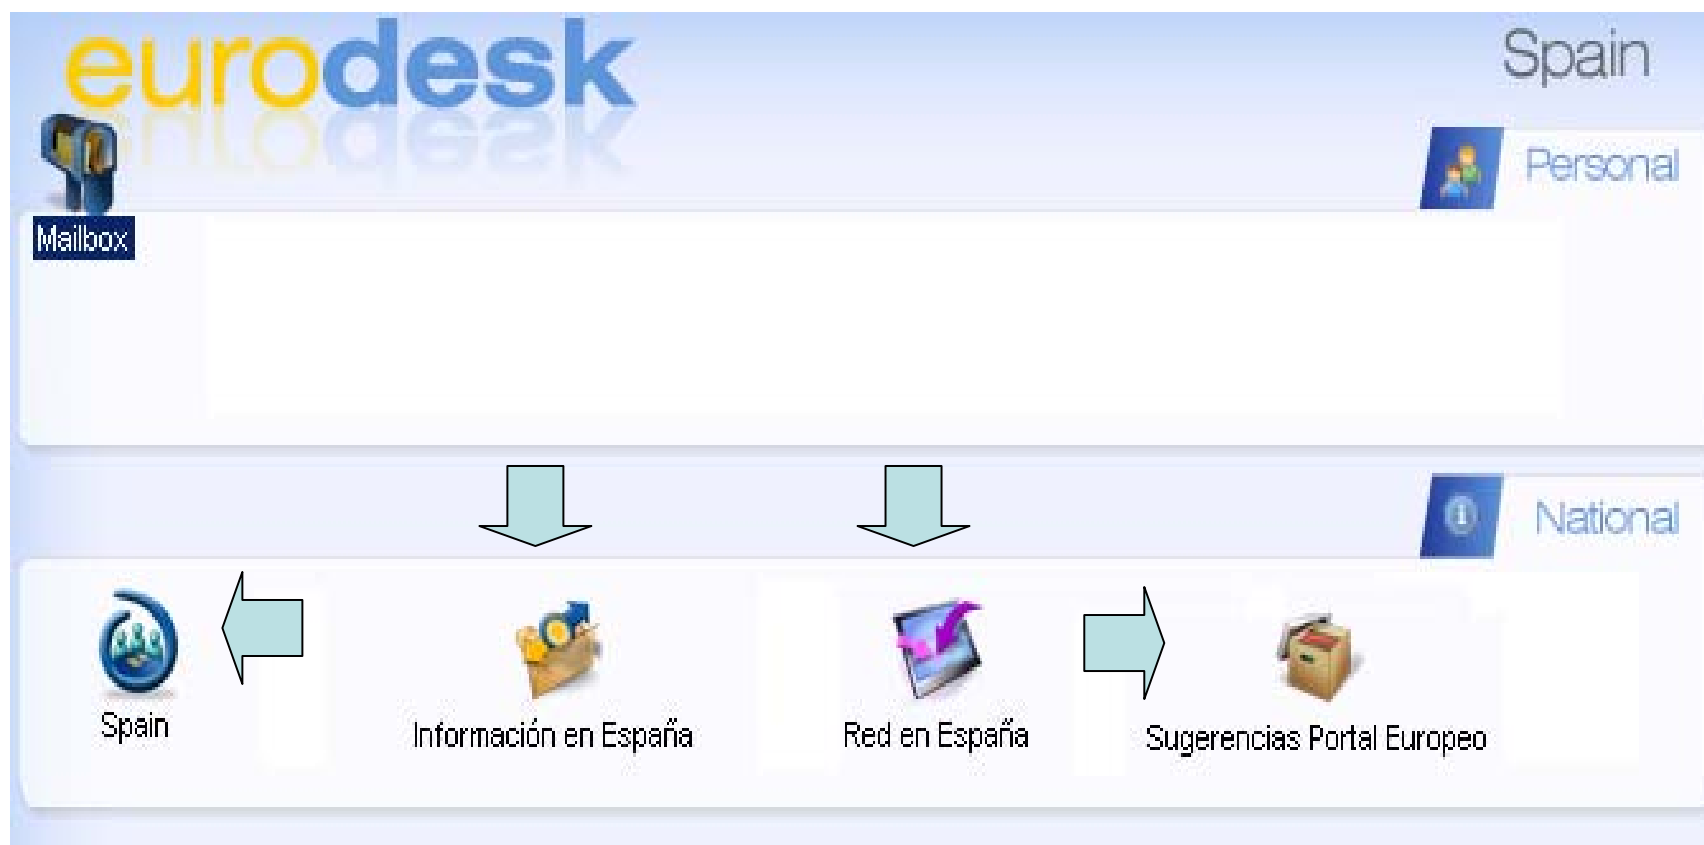 eurodesk
Spain
Personal
Mailbox
National
Spain
Información en España
Red en España
Sugerencias Portal Europeo